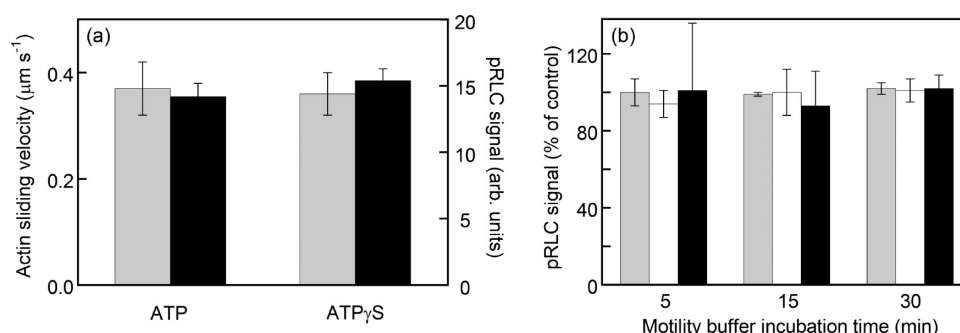 (a)
Actin sliding velocity (μm s⁻¹)
0.4
0.2
0.0
ATP
ATPγS
20
15
15
5
0
pRLC signal (arb. units)
(b)
pRLC signal (% of control)
120
80
40
0
5
15
30
Motility buffer incubation time (min)